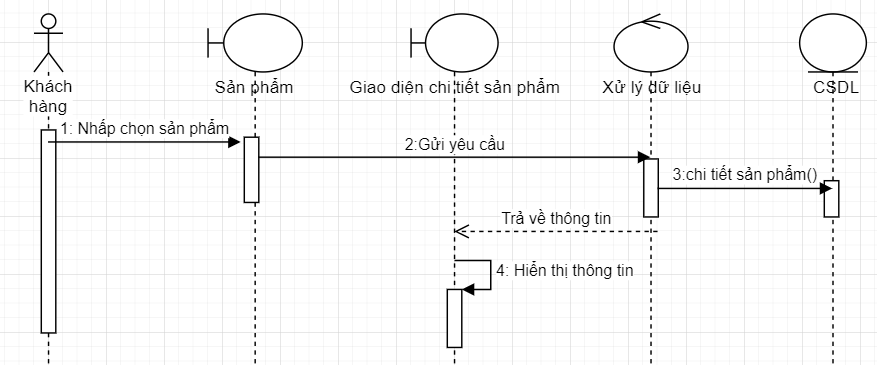 Khách
hàng
Sản phẩm
Giao diện chi tiết sản phẩm
Xử lý dữ liệu
CSDL
1: Nhấp chọn sản phẩm
2:Gửi yêu cầu
3:chi tiết sản phẩm()
Trả về thông tin
4: Hiển thị thông tin